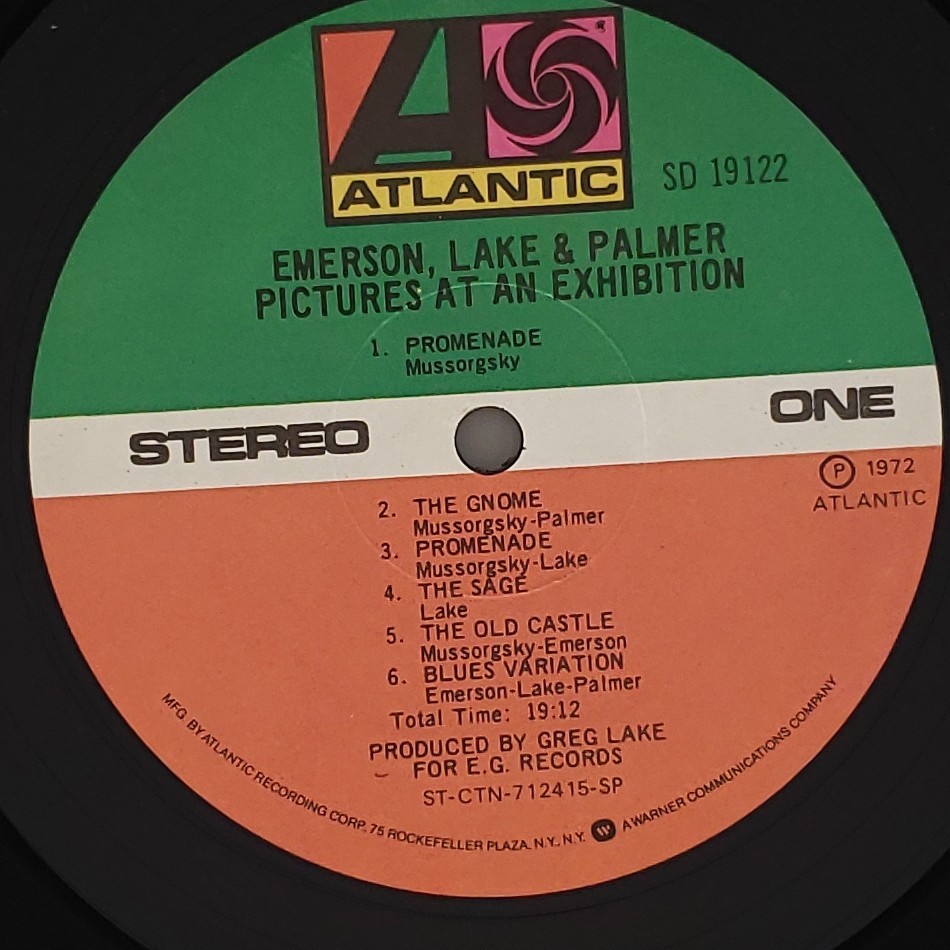 ATLANTIC
SD 19122
EMERSON, LAKE & PALMER
PICTURES AT AN EXHIBITION
1. PROMENADE
Mussorgsky
STEREO ONE
℗ 1972
ATLANTIC
2. THE GNOME
Mussorgsky-Palmer
3. PROMENADE
Mussorgsky-Lake
4. THE SAGE
Lake
5. THE OLD CASTLE
Mussorgsky-Emerson
6. BLUES VARIATION
Emerson-Lake-Palmer
Total Time: 19:12
PRODUCED BY GREG LAKE
FOR E.G. RECORDS
ST-CTN-712415-SP
MFG. BY ATLANTIC RECORDING CORP. 75 ROCKEFELLER PLAZA. N.Y., N.Y. A WARNER COMMUNICATIONS COMPANY